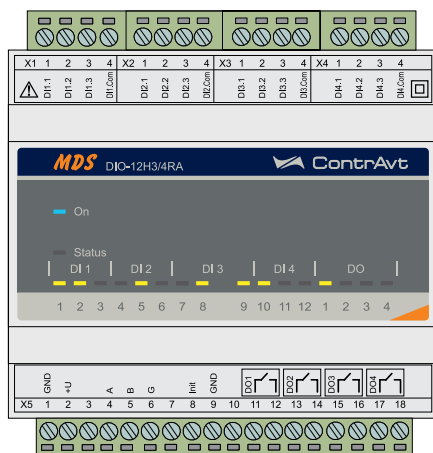 X1 1 2 3 4 X2 1 2 3 4 X3 1 2 3 4 X4 1 2 3 4
DI1.1 DI1.2 DI1.3 DI1.Com DI2.1 DI2.2 DI2.3 DI2.Com DI3.1 DI3.2 DI3.3 DI3.Com DI4.1 DI4.2 DI4.3 DI4.Com
MDS DIO-12H3/4RA ContrAvt
On
Status
DI 1 DI 2 DI 3 DI 4 DO
1 2 3 4 5 6 7 8 9 10 11 12 1 2 3 4
GND +U A B G Init GND DO1 DO2 DO3 DO4
X5 1 2 3 4 5 6 7 8 9 10 11 12 13 14 15 16 17 18